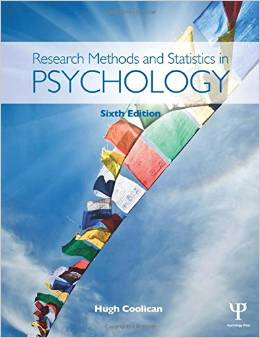 Research Methods and Statistics in
PSYCHOLOGY
Sixth Edition
Hugh Coolican
Ψ
Psychology Press